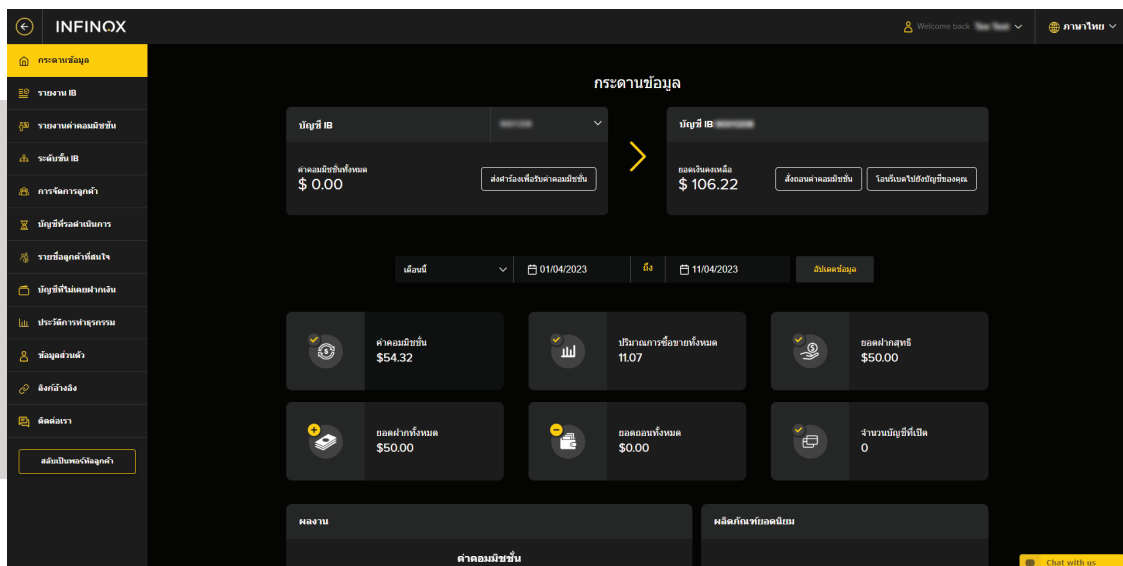 INFINOX
Welcome back
ภาษาไทย
กระดานข้อมูล
รายงาน IB
รายงานค่าคอมมิชชั่น
ระดับชั้น IB
การจัดการลูกค้า
บัญชีที่รอดำเนินการ
รายชื่อลูกค้าที่สนใจ
บัญชีที่ไม่เคยฝากเงิน
ประวัติการทำธุรกรรม
ข้อมูลส่วนตัว
ลิงก์อ้างอิง
ติดต่อเรา
สลับเป็นพอร์ทัลลูกค้า
กระดานข้อมูล
บัญชี IB
ค่าคอมมิชชั่นทั้งหมด
$ 0.00
ส่งคำร้องเพื่อรับค่าคอมมิชชั่น
บัญชี IB
ยอดเงินคงเหลือ
$ 106.22
สั่งถอนค่าคอมมิชชั่น
โอนรีเบตไปยังบัญชีของคุณ
เดือนนี้
01/04/2023
ถึง
11/04/2023
อัปเดตข้อมูล
ค่าคอมมิชชั่น
$54.32
ปริมาณการซื้อขายทั้งหมด
11.07
ยอดฝากสุทธิ
$50.00
ยอดฝากทั้งหมด
$50.00
ยอดถอนทั้งหมด
$0.00
จำนวนบัญชีที่เปิด
0
ผลงาน
ค่าคอมมิชชั่น
ผลิตภัณฑ์ยอดนิยม
Chat with us